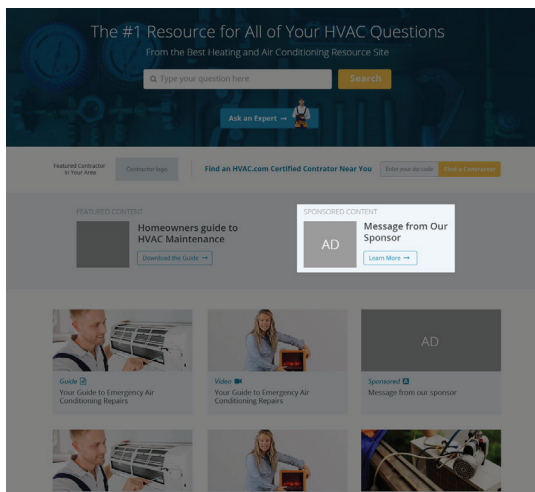 The #1 Resource for All of Your HVAC Questions
From the Best Heating and Air Conditioning Resource Site
Type your question here
Search
Ask an Expert →
Featured Contractor
In Your Area
Contractor logo
Find an HVAC.com Certified Contrator Near You
Enter your zip code
Find a Contractor
FEATURED CONTENT
Homeowners guide to
HVAC Maintenance
Download the Guide →
SPONSORED CONTENT
AD
Message from Our
Sponsor
Learn More →
AD
Guide
Your Guide to Emergency Air
Conditioning Repairs
Video
Your Guide to Emergency Air
Conditioning Repairs
Sponsored A
Message from our sponsor